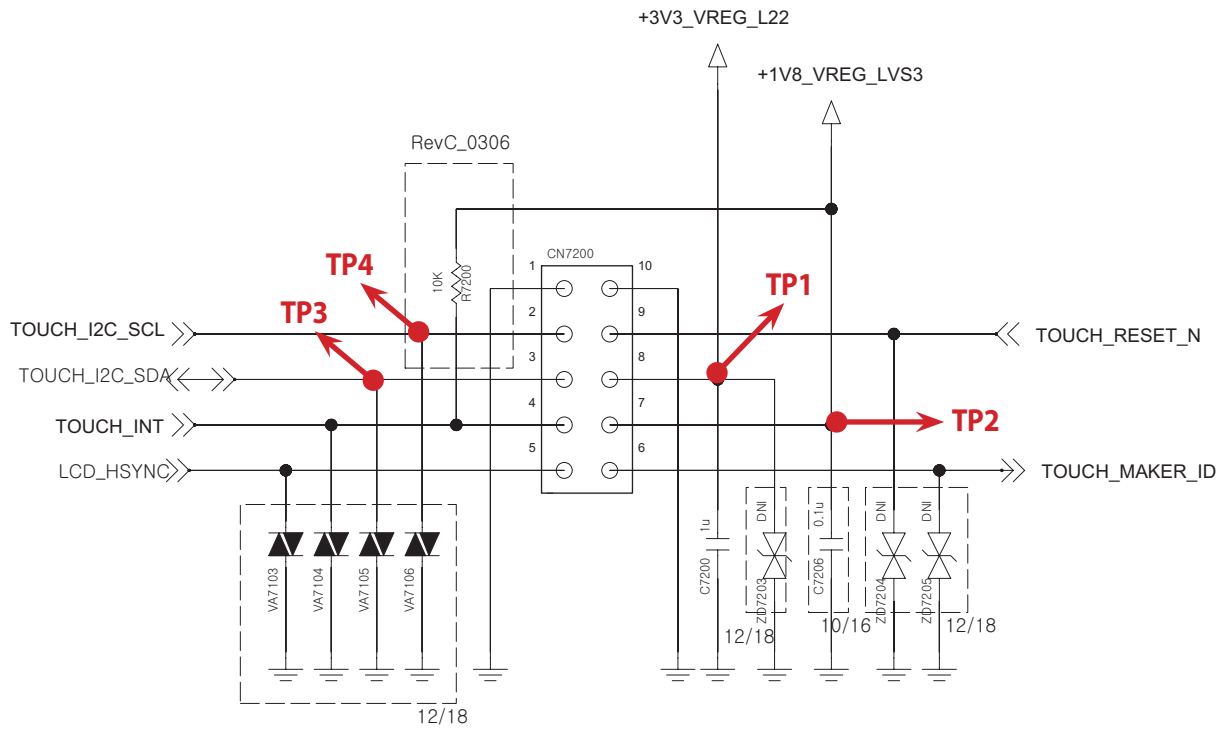 +3V3_VREG_L22
+1V8_VREG_LVS3
RevC_0306
CN7200
1
10
10K
R7200
TP4
TP1
TP3
2
9
TOUCH_I2C_SCL
TOUCH_RESET_N
3
8
TOUCH_I2C_SDA
4
7
TOUCH_INT
TP2
5
6
LCD_HSYNC
TOUCH_MAKER_ID
VA7103
VA7104
VA7105
VA7106
1u
C7200
DNI
ZD7203
0.1u
C7206
DNI
ZD7204
DNI
ZD7205
12/18
10/16
12/18
12/18